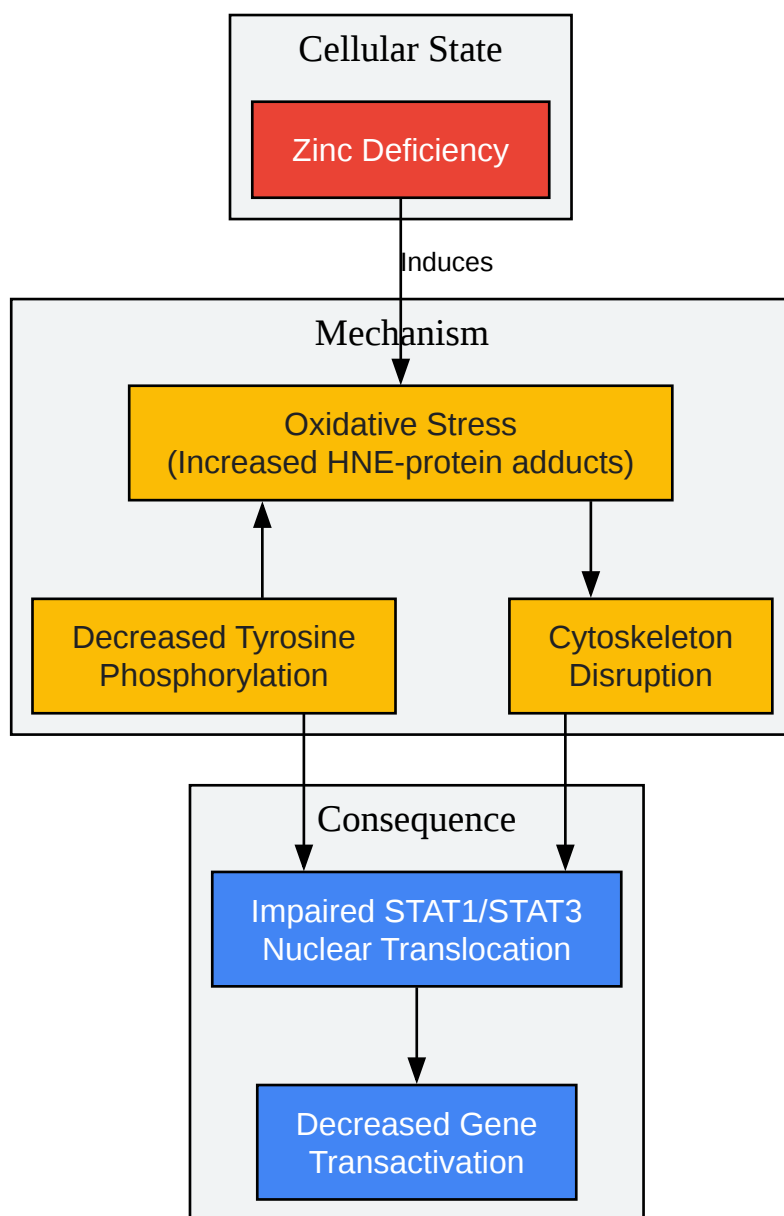 Cellular State
Zinc Deficiency
Induces
Mechanism
Oxidative Stress
(Increased HNE-protein adducts)
Decreased Tyrosine
Phosphorylation
Cytoskeleton
Disruption
Consequence
Impaired STAT1/STAT3
Nuclear Translocation
Decreased Gene
Transactivation